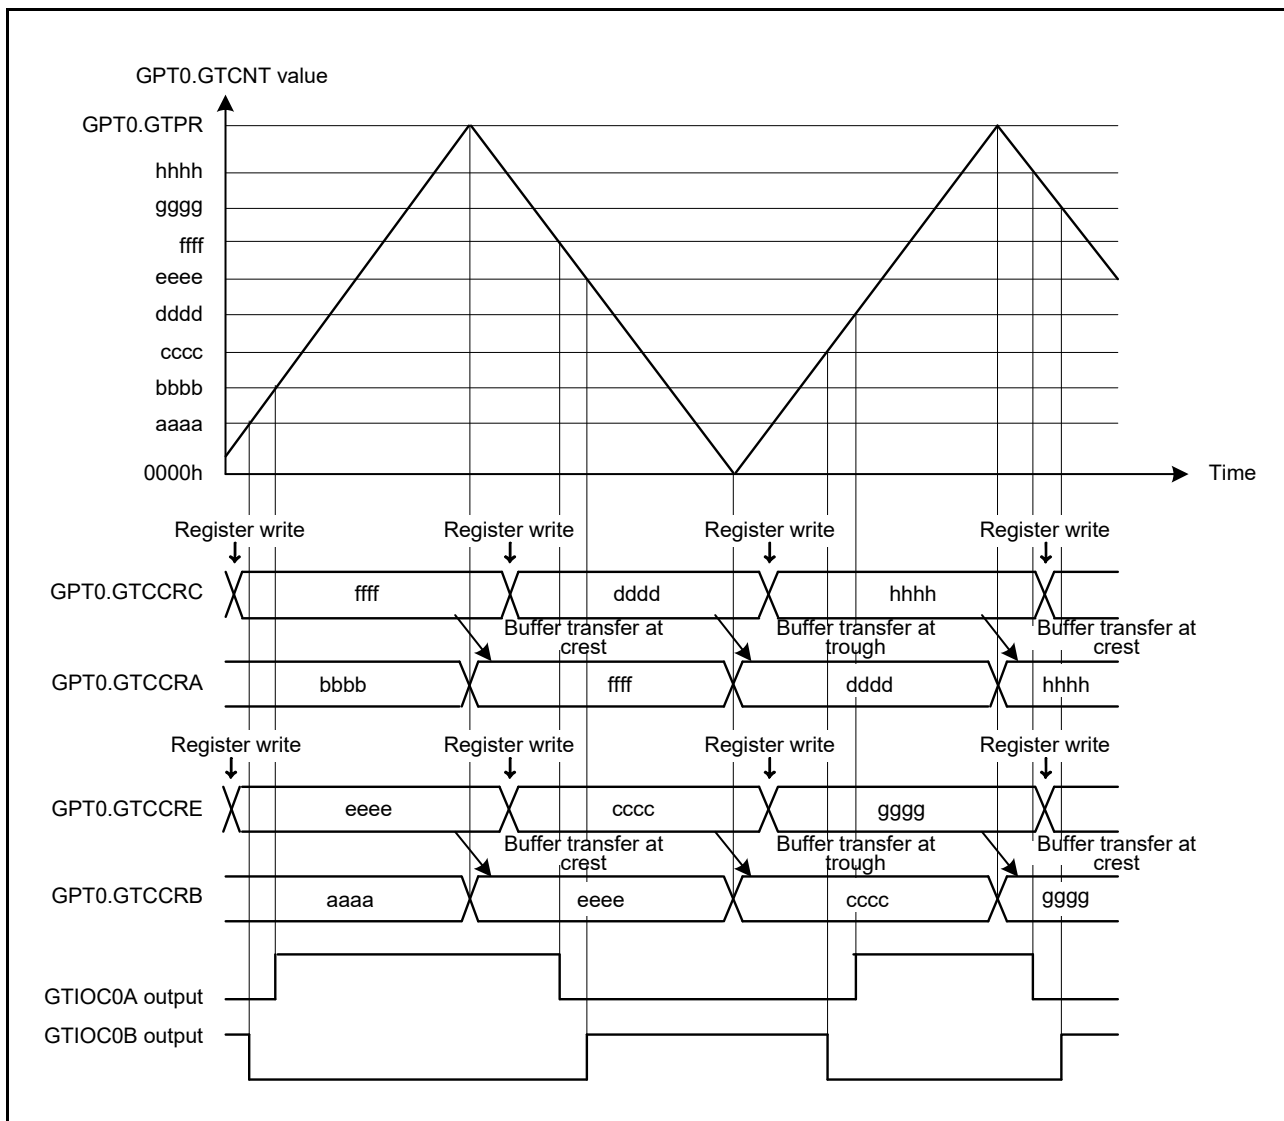 GPT0.GTCNT value
GPT0.GTPR
hhhh
gggg
ffff
eeee
dddd
cccc
bbbb
aaaa
0000h
Time
Register write Register write Register write Register write
GPT0.GTCCRC ffff dddd hhhh
Buffer transfer at Buffer transfer at Buffer transfer at
crest trough crest
GPT0.GTCCRA bbbb ffff dddd hhhh
Register write Register write Register write Register write
GPT0.GTCCRE eeee cccc gggg
Buffer transfer at Buffer transfer at Buffer transfer at
crest trough crest
GPT0.GTCCRB aaaa eeee cccc gggg
GTIOC0A output
GTIOC0B output